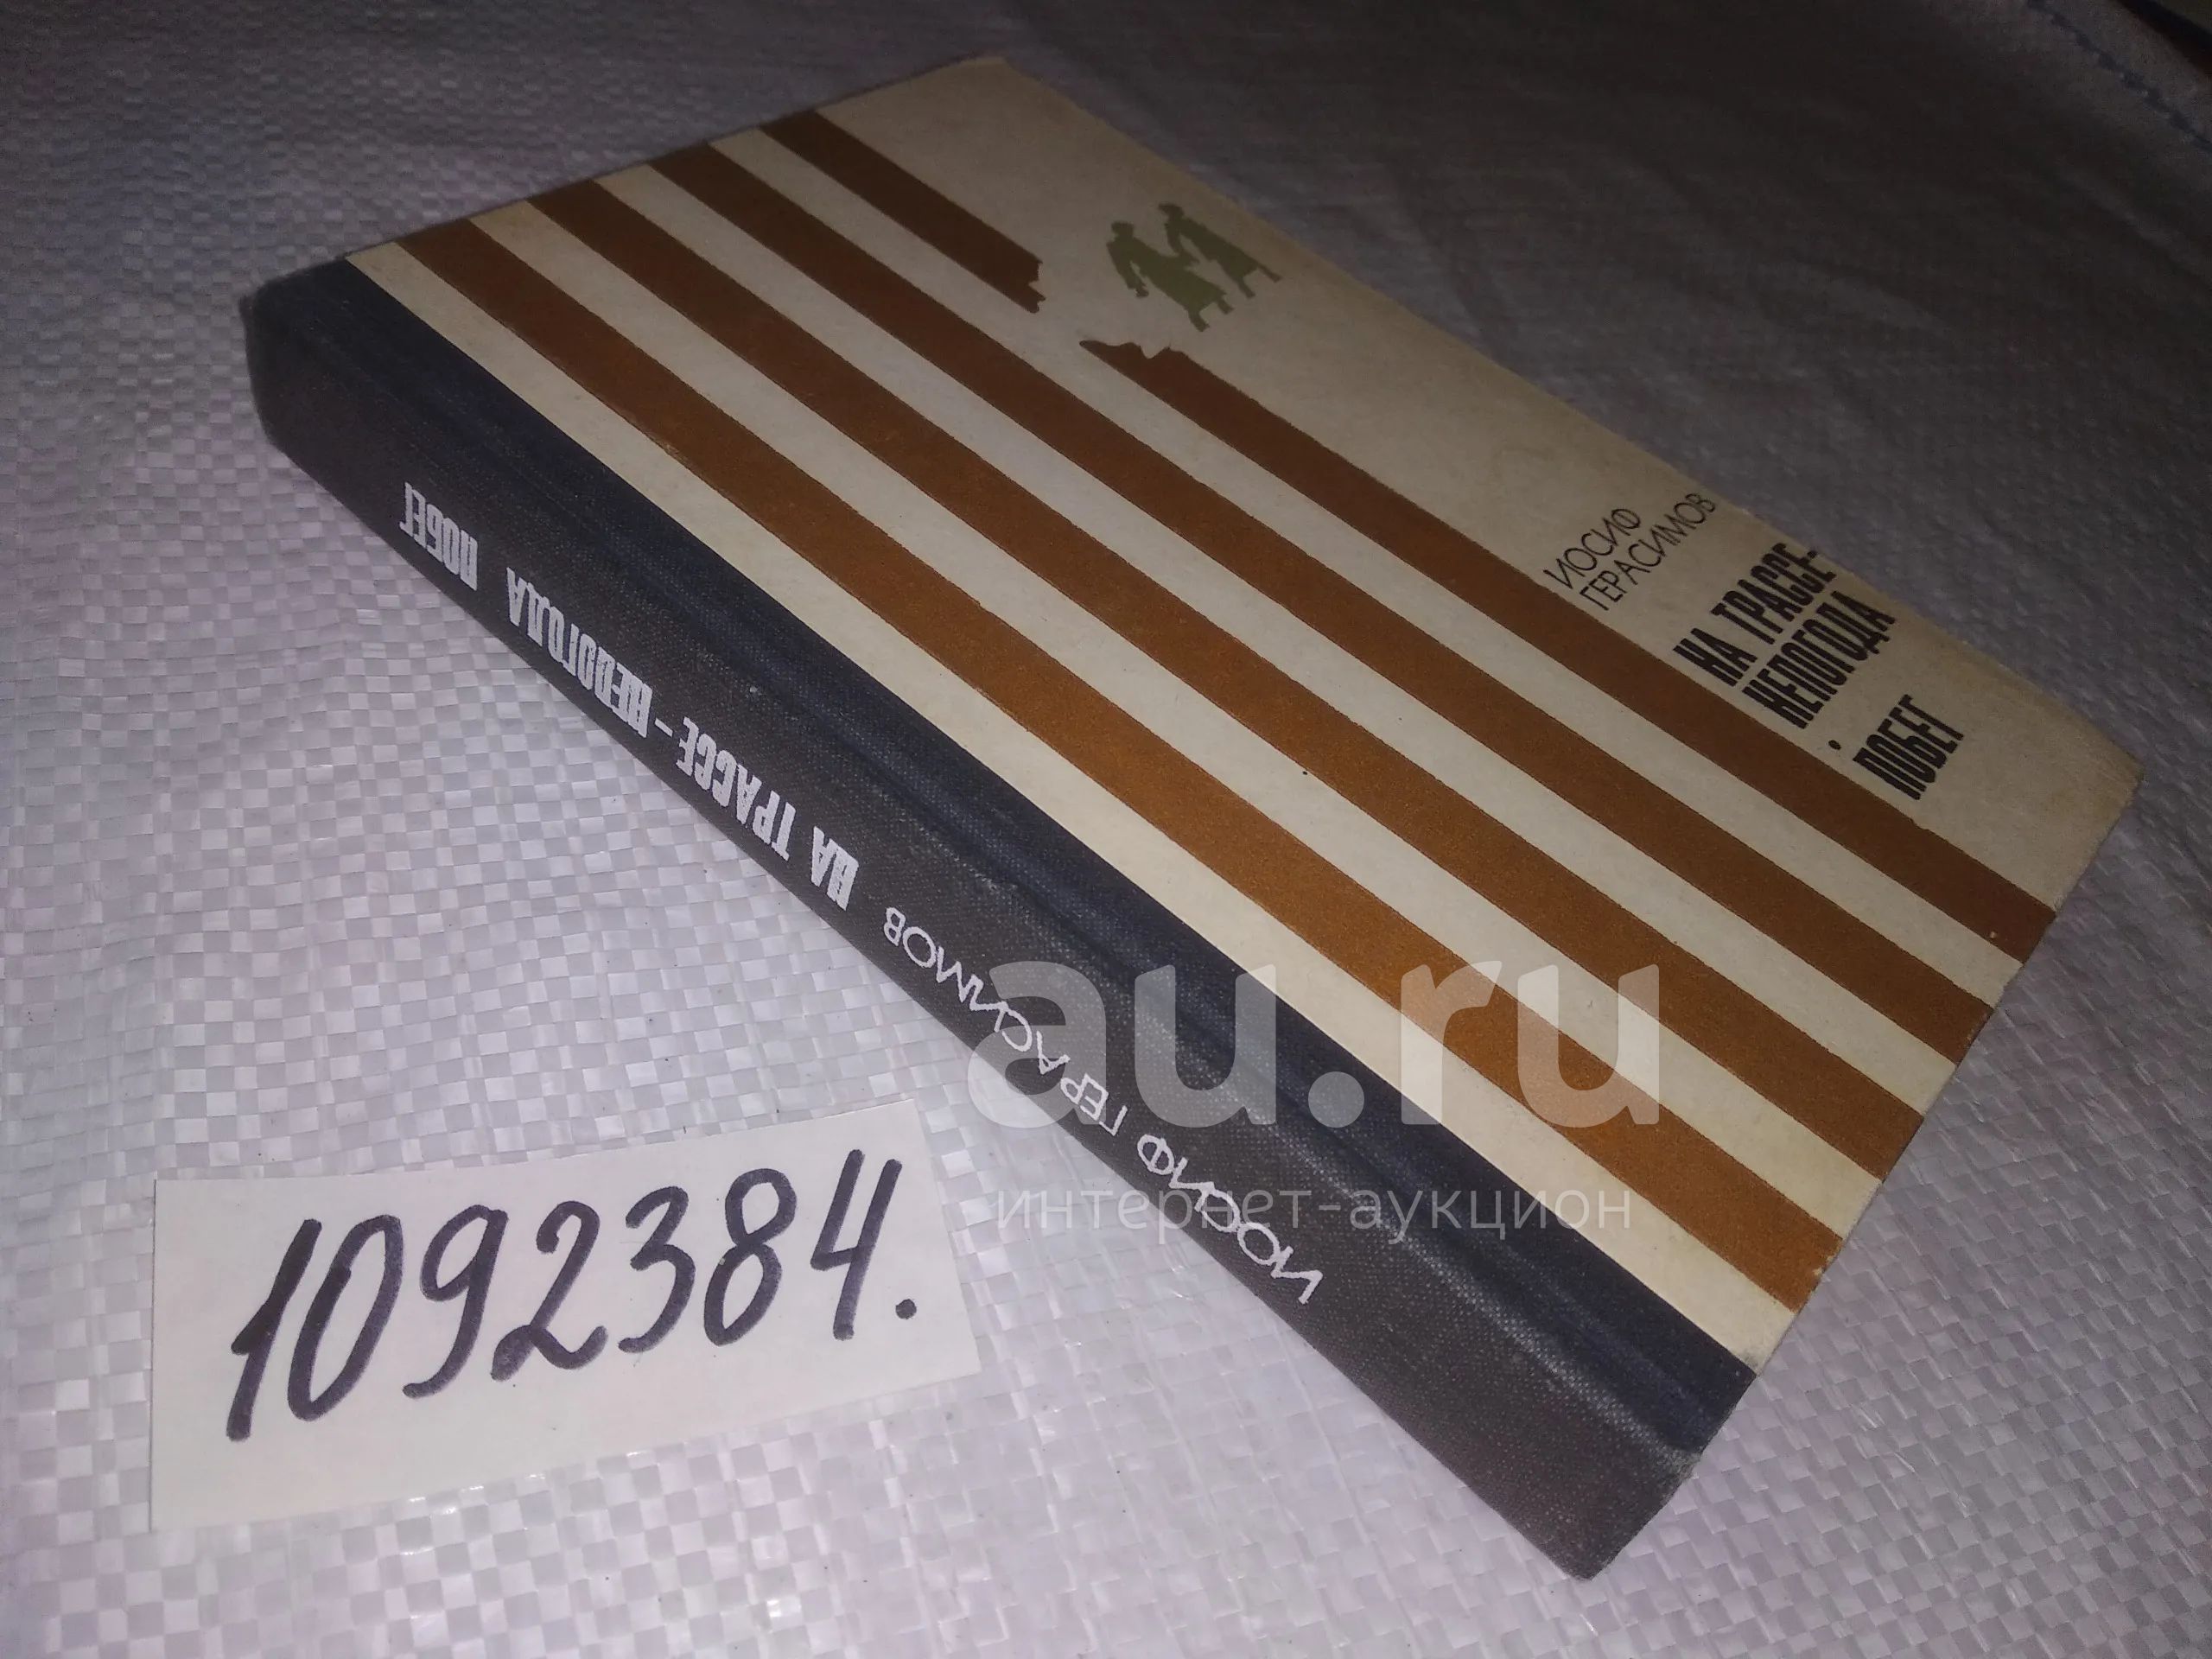 ИОСИФ
ГЕРАСИМОВ
НА ТРАССЕ-
НЕПОГОДА
ПОБЕГ
ИОСИФ ГЕРАСИМОВ НА ТРАССЕ-НЕПОГОДА ПОБЕГ
au.ru
интернет-аукцион
1092384.